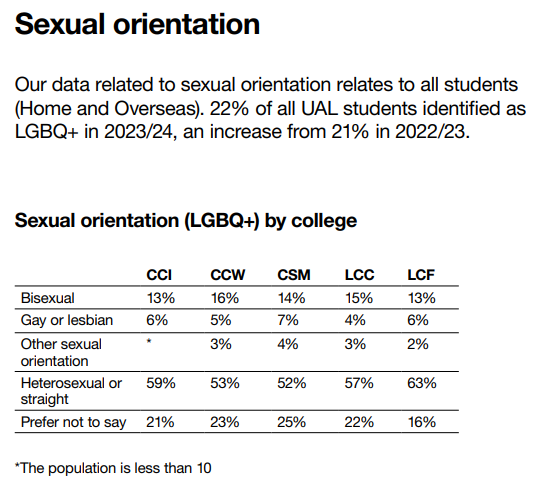 Sexual orientation
Our data related to sexual orientation relates to all students
(Home and Overseas). 22% of all UAL students identified as
LGBQ+ in 2023/24, an increase from 21% in 2022/23.
Sexual orientation (LGBQ+) by college
CCI CCW CSM LCC LCF
Bisexual 13% 16% 14% 15% 13%
Gay or lesbian 6% 5% 7% 4% 6%
Other sexual * 3% 4% 3% 2%
orientation
Heterosexual or 59% 53% 52% 57% 63%
straight
Prefer not to say 21% 23% 25% 22% 16%
*The population is less than 10